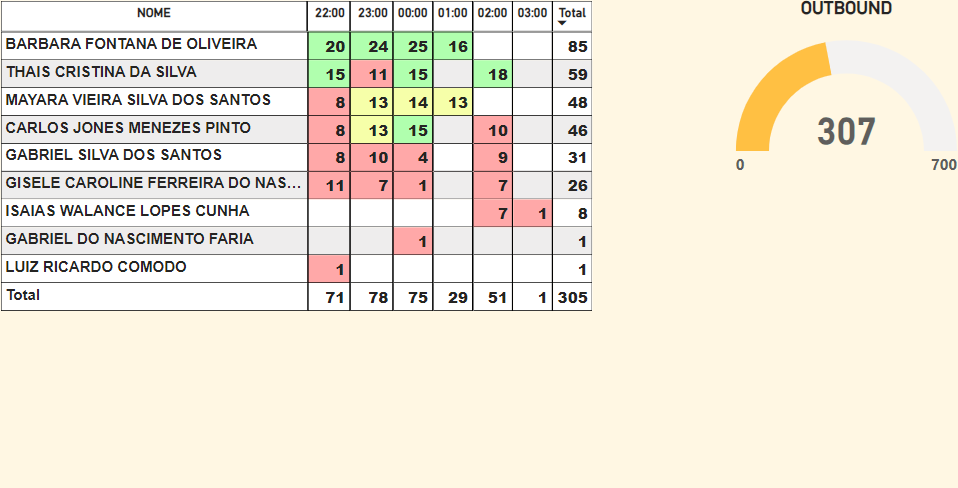 NOME 22:00 23:00 00:00 01:00 02:00 03:00 Total
BARBARA FONTANA DE OLIVEIRA 20 24 25 16 85
THAIS CRISTINA DA SILVA 15 11 15 18 59
MAYARA VIEIRA SILVA DOS SANTOS 8 13 14 13 48
CARLOS JONES MENEZES PINTO 8 13 15 10 46
GABRIEL SILVA DOS SANTOS 8 10 4 9 31
GISELE CAROLINE FERREIRA DO NAS... 11 7 1 7 26
ISAIAS WALANCE LOPES CUNHA 7 1 8
GABRIEL DO NASCIMENTO FARIA 1 1
LUIZ RICARDO COMODO 1 1
Total 71 78 75 29 51 1 305
OUTBOUND
307
0 700